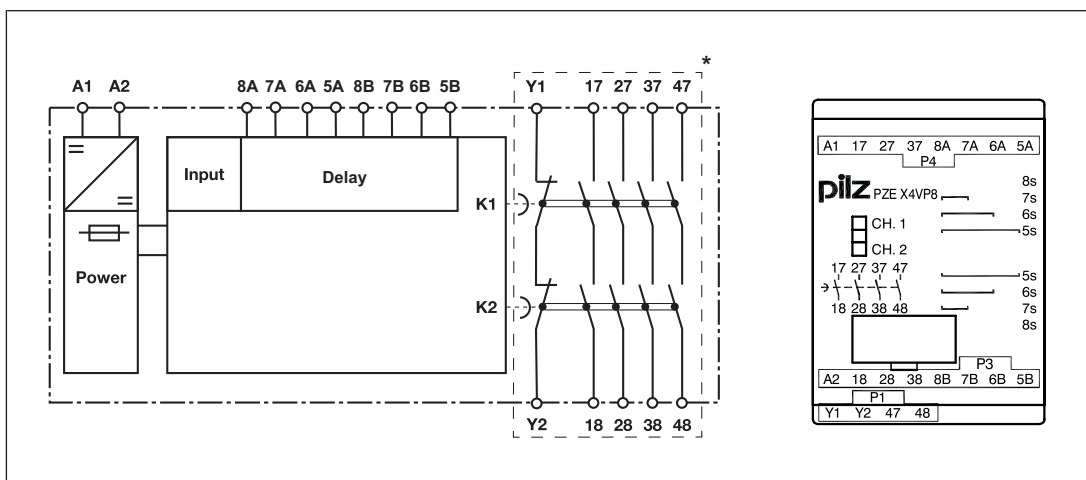 *
A1 A2 8A 7A 6A 5A 8B 7B 6B 5B Y1 17 27 37 47
Input Delay
K1
Power
K2
Y2 18 28 38 48
A1 17 27 37 8A 7A 6A 5A
P4
pilz PZE X4VP8
8s
7s
6s
5s
CH. 1
CH. 2
17 27 37 47
18 28 38 48
5s
6s
7s
8s
P3
A2 18 28 38 8B 7B 6B 5B
P1
Y1 Y2 47 48